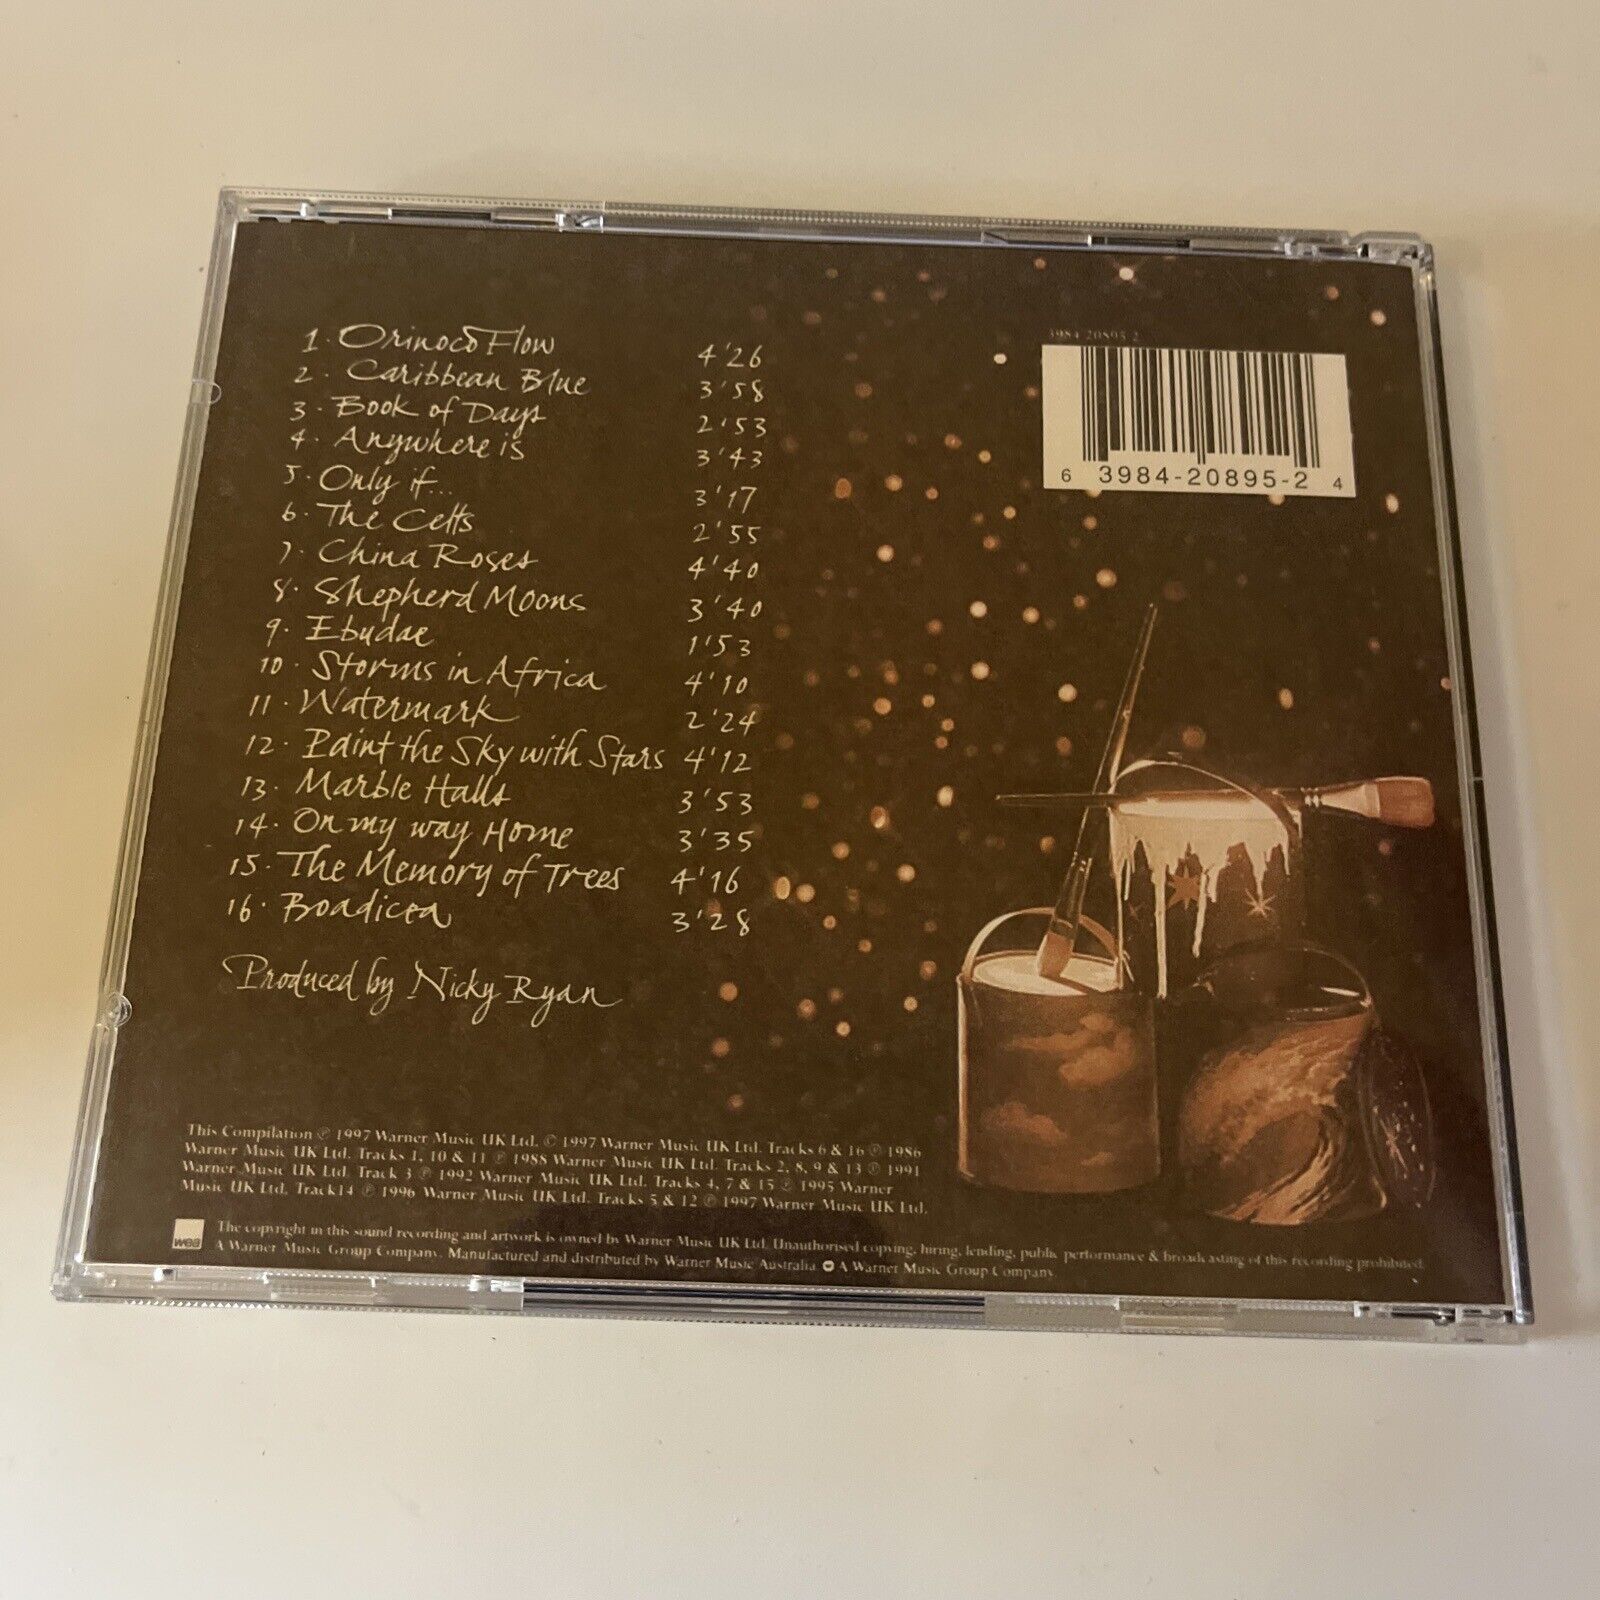 1. Orinoco Flow 4'26
2. Caribbean Blue 3'58
3. Book of Days 2'53
4. Anywhere is 3'43
5. Only if... 3'17
6. The Celts 2'55
7. China Roses 4'40
8. Shepherd Moons 3'40
9. Ebudae 1'53
10. Storms in Africa 4'10
11. Watermark 2'24
12. Paint the Sky with Stars 4'12
13. Marble Halls 3'53
14. On my way Home 3'35
15. The Memory of Trees 4'16
16. Boadicea 3'28
Produced by Nicky Ryan
3984 20895 2
6 3984-20895-2 4
This Compilation ℗ 1997 Warner Music UK Ltd. © 1997 Warner Music UK Ltd. Tracks 6 & 16 ℗ 1986
Warner Music UK Ltd. Tracks 1, 10 & 11 ℗ 1988 Warner Music UK Ltd. Tracks 2, 8, 9 & 13 ℗ 1991
Warner Music UK Ltd. Track 3 ℗ 1992 Warner Music UK Ltd. Tracks 4, 7 & 15 ℗ 1995 Warner
Music UK Ltd. Track14 ℗ 1996 Warner Music UK Ltd. Tracks 5 & 12 ℗ 1997 Warner Music UK Ltd.
wea
The copyright in this sound recording and artwork is owned by Warner Music UK Ltd. Unauthorised copying, hiring, lending, public performance & broadcasting of this recording prohibited.
A Warner Music Group Company. Manufactured and distributed by Warner Music Australia A Warner Music Group Company.